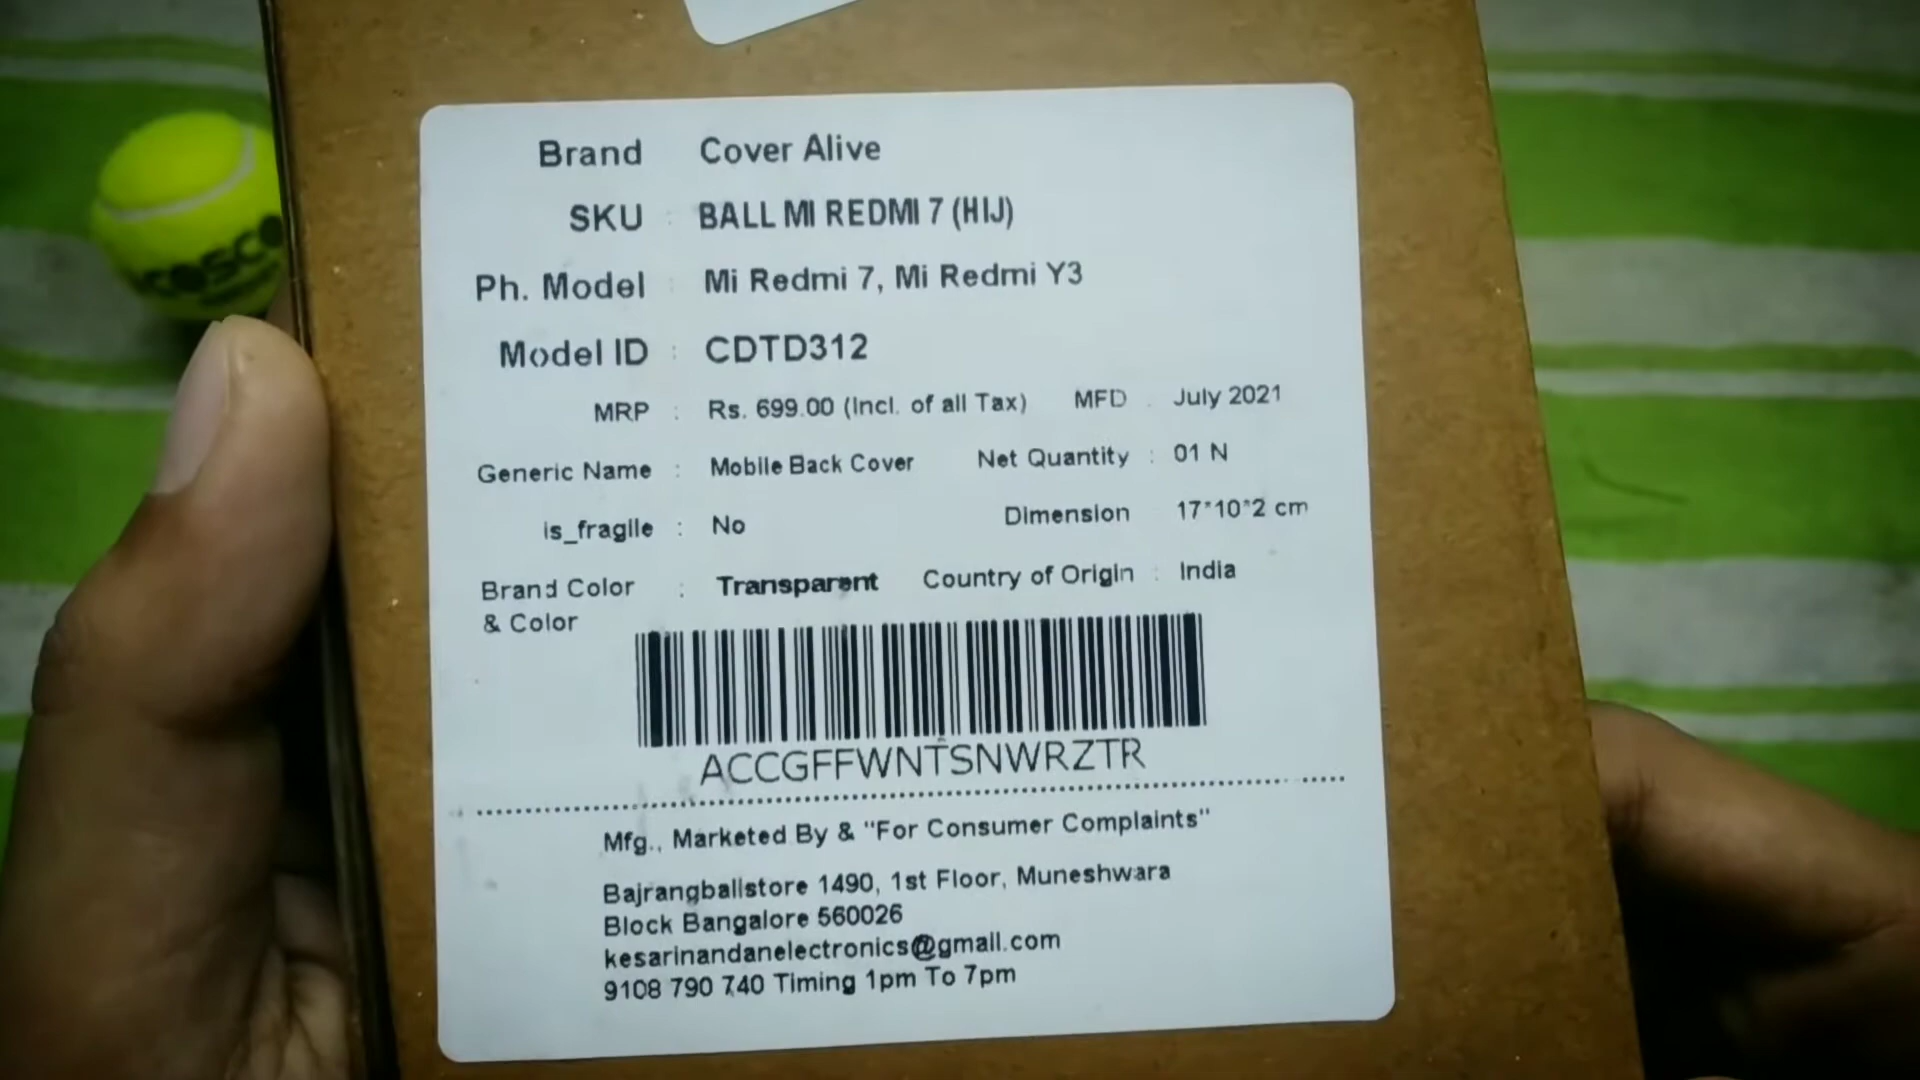 Brand Cover Alive
SKU : BALL MI REDMI 7 (HIJ)
Ph. Model : Mi Redmi 7, Mi Redmi Y3
Model ID : CDTD312
MRP : Rs. 699.00 (Incl. of all Tax) MFD : July 2021
Generic Name : Mobile Back Cover Net Quantity : 01 N
is_fragile : No Dimension 17*10*2 cm
Brand Color : Transparent Country of Origin : India
& Color
ACCGFFWNTSNWRZTR
Mfg., Marketed By & "For Consumer Complaints"
Bajrangbalistore 1490, 1st Floor, Muneshwara
Block Bangalore 560026
kesarinandanelectronics@gmail.com
9108 790 740 Timing 1pm To 7pm
COSCO